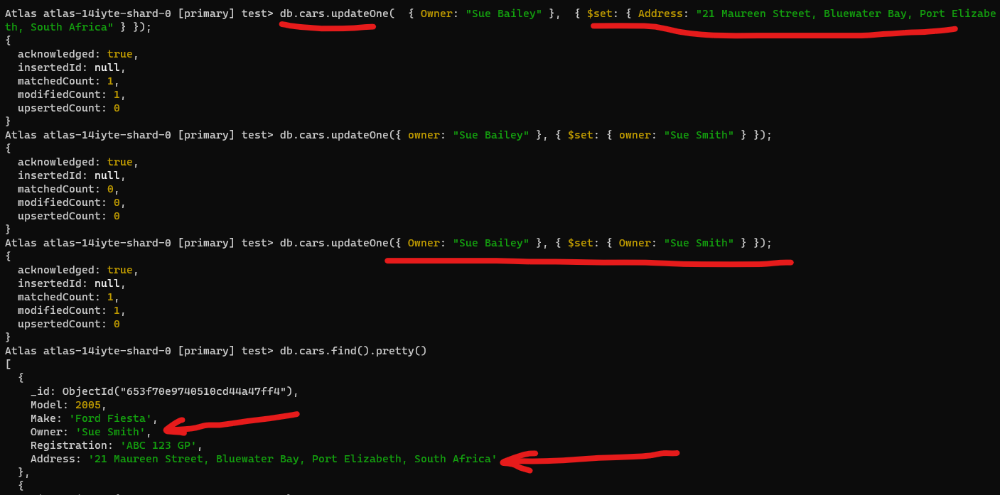 Atlas atlas-14iyte-shard-0 [primary] test> db.cars.updateOne(  { Owner: "Sue Bailey" },  { $set: { Address: "21 Maureen Street, Bluewater Bay, Port Elizabe
th, South Africa" } });
{
  acknowledged: true,
  insertedId: null,
  matchedCount: 1,
  modifiedCount: 1,
  upsertedCount: 0
}
Atlas atlas-14iyte-shard-0 [primary] test> db.cars.updateOne({ owner: "Sue Bailey" }, { $set: { owner: "Sue Smith" } });
{
  acknowledged: true,
  insertedId: null,
  matchedCount: 0,
  modifiedCount: 0,
  upsertedCount: 0
}
Atlas atlas-14iyte-shard-0 [primary] test> db.cars.updateOne({ Owner: "Sue Bailey" }, { $set: { Owner: "Sue Smith" } });
{
  acknowledged: true,
  insertedId: null,
  matchedCount: 1,
  modifiedCount: 1,
  upsertedCount: 0
}
Atlas atlas-14iyte-shard-0 [primary] test> db.cars.find().pretty()
[
  {
    _id: ObjectId("653f70e9740510cd44a47ff4"),
    Model: 2005,
    Make: 'Ford Fiesta',
    Owner: 'Sue Smith',
    Registration: 'ABC 123 GP',
    Address: '21 Maureen Street, Bluewater Bay, Port Elizabeth, South Africa'
  },
  {